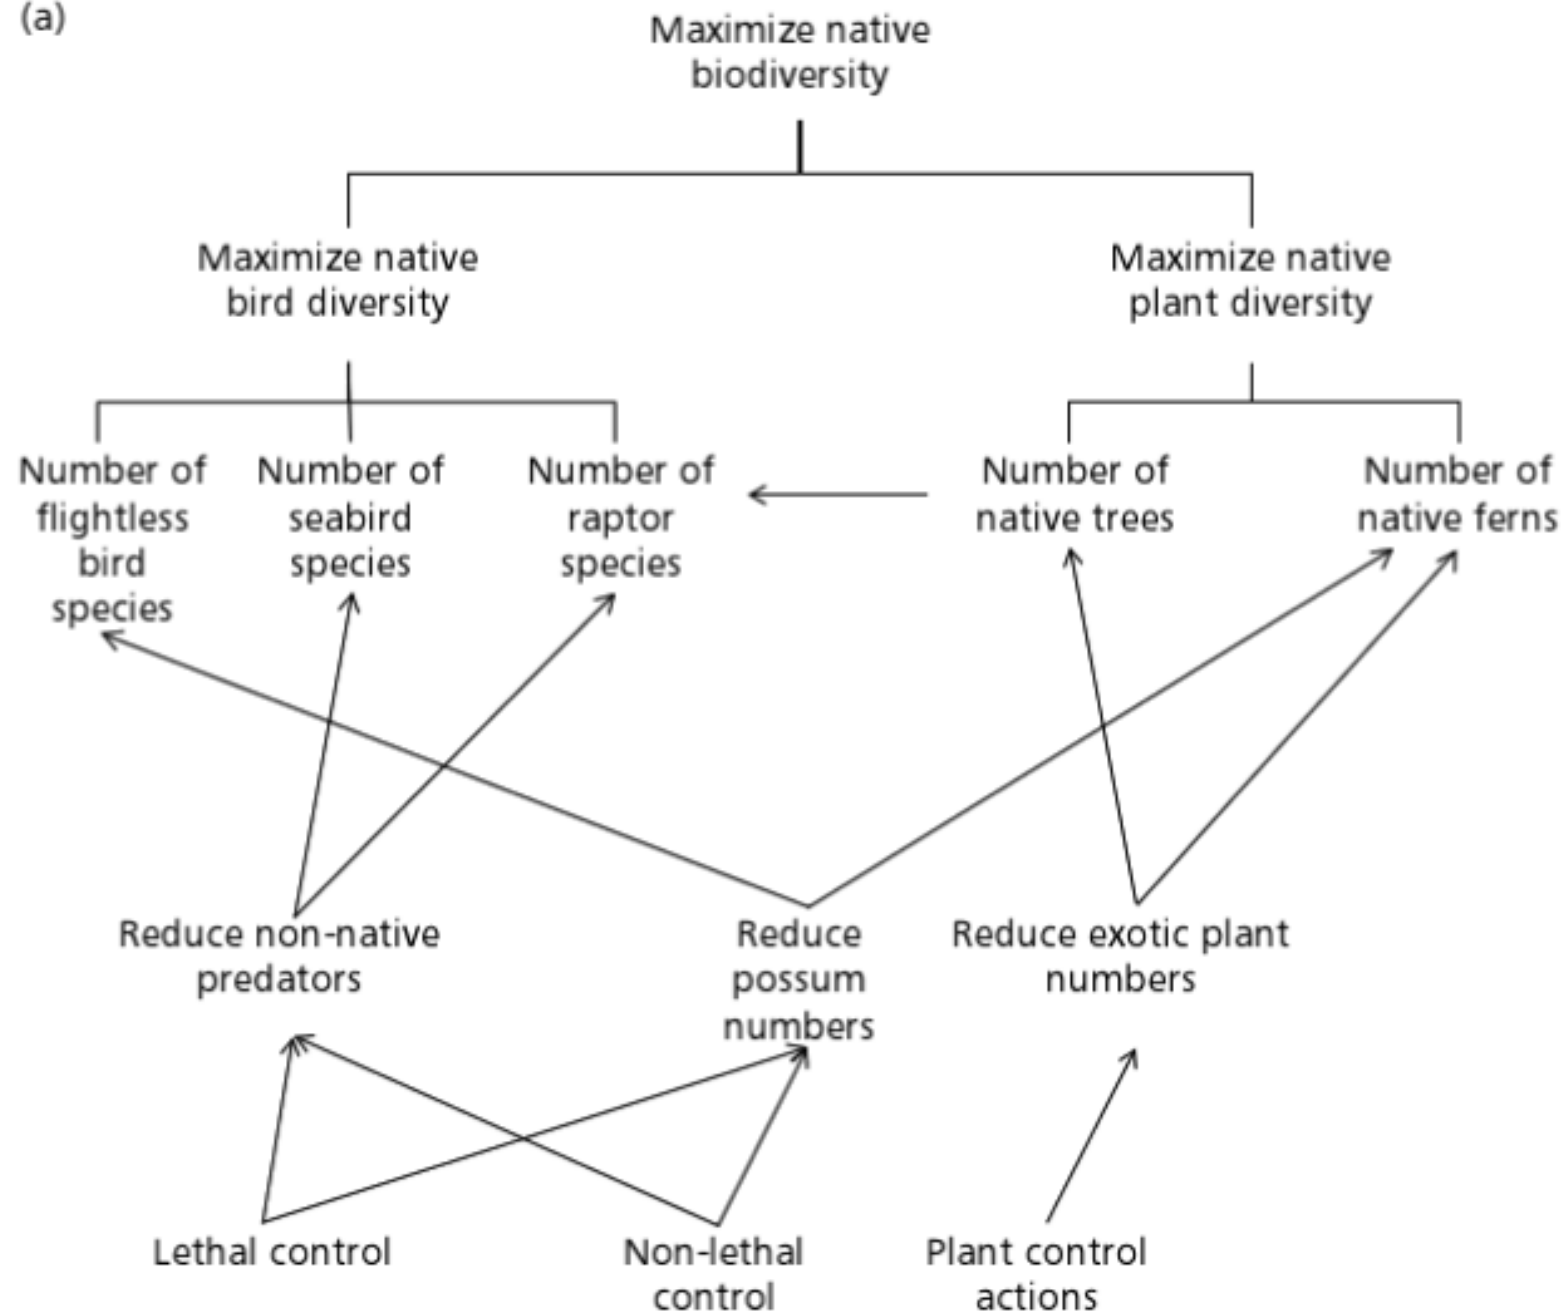 (a)
Maximize native
biodiversity
Maximize native
bird diversity
Maximize native
plant diversity
Number of
flightless
bird
species
Number of
seabird
species
Number of
raptor
species
Number of
native trees
Number of
native ferns
Reduce non-native
predators
Reduce
possum
numbers
Reduce exotic plant
numbers
Lethal control
Non-lethal
control
Plant control
actions